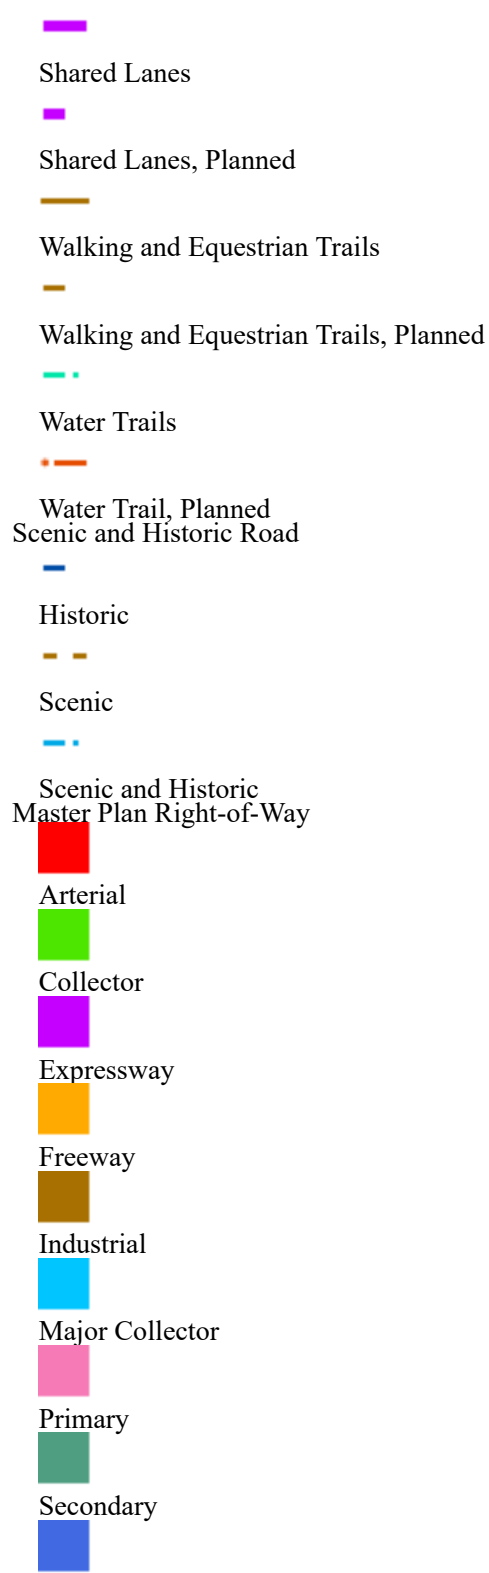 Shared Lanes
Shared Lanes, Planned
Walking and Equestrian Trails
Walking and Equestrian Trails, Planned
Water Trails
Water Trail, Planned
Scenic and Historic Road
Historic
Scenic
Scenic and Historic
Master Plan Right-of-Way
Arterial
Collector
Expressway
Freeway
Industrial
Major Collector
Primary
Secondary